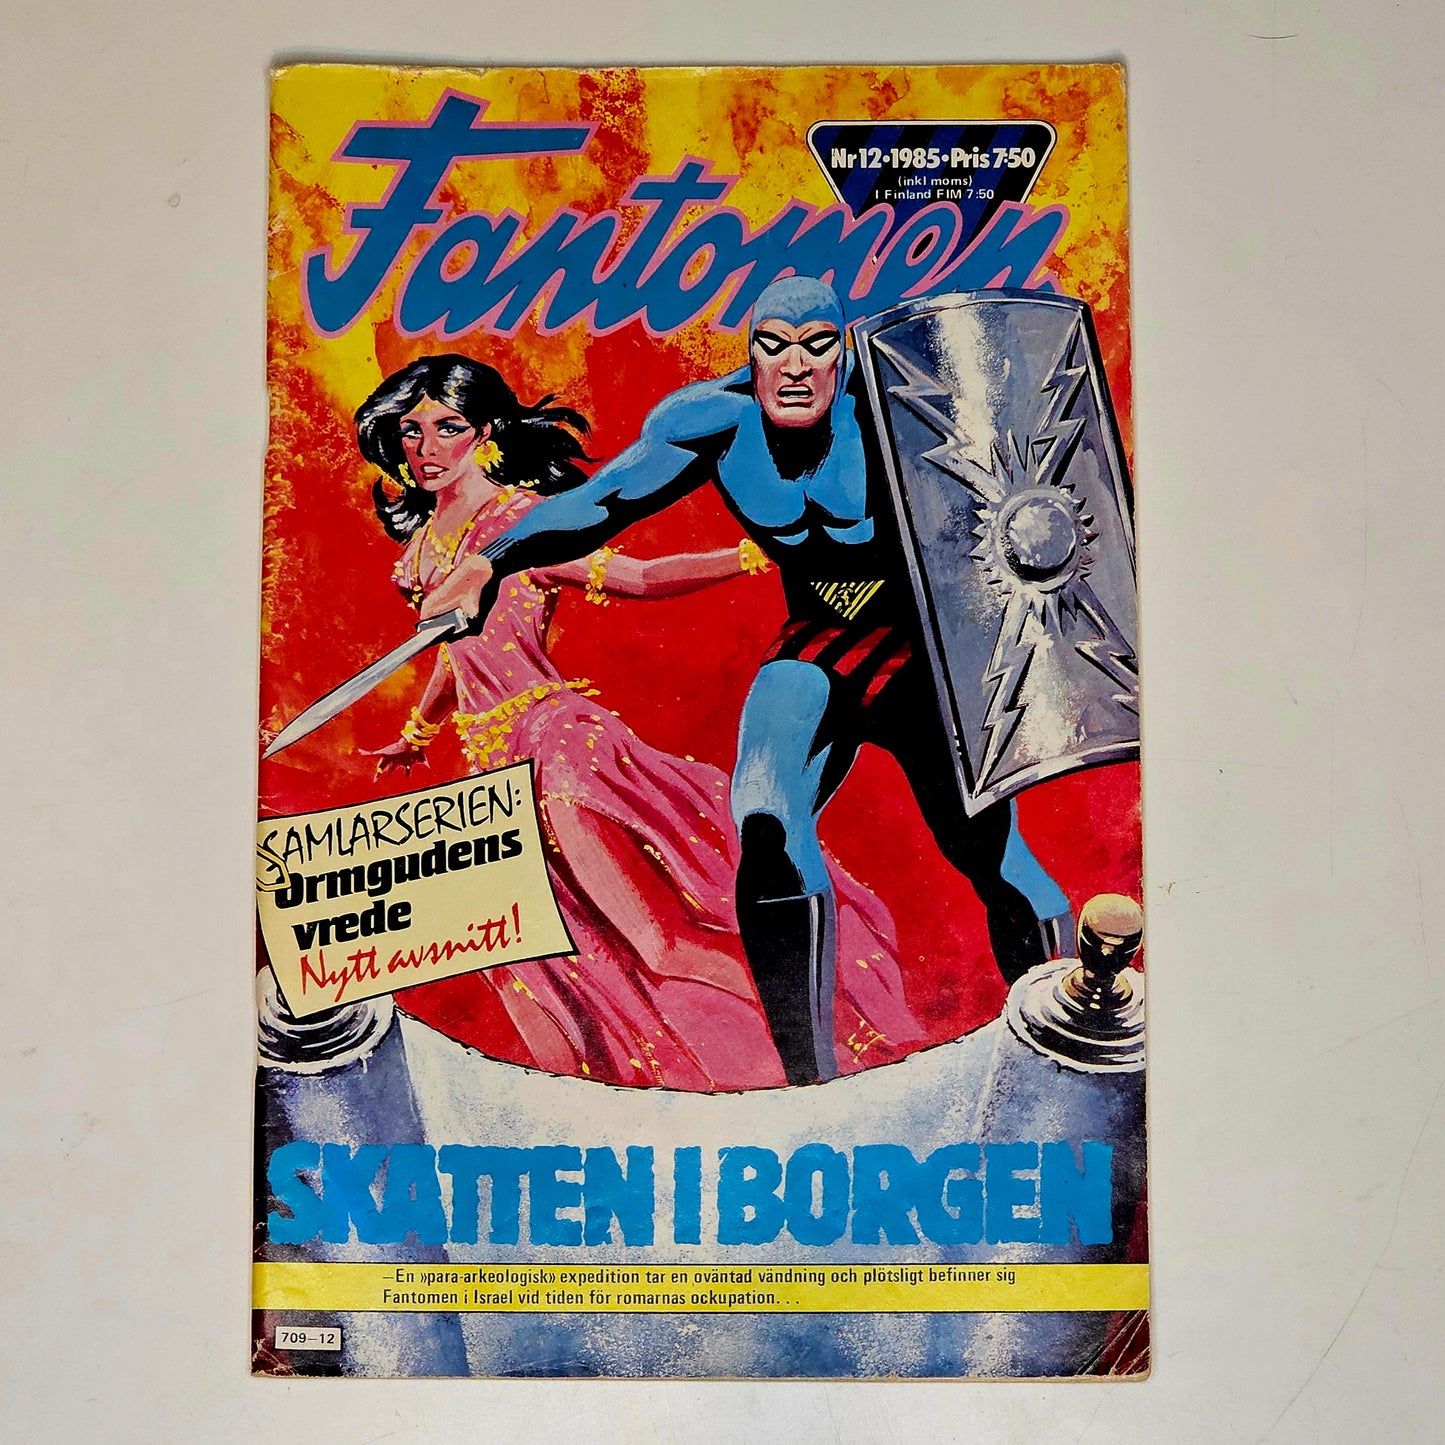 Fantomen
Nr 12•1985•Pris 7:50
(inkl moms)
I Finland FIM 7:50
SAMLARSERIEN:
Ormgudens
vrede
Nytt avsnitt!
SKATTEN I BORGEN
—En »para-arkeologisk» expedition tar en oväntad vändning och plötsligt befinner sig
Fantomen i Israel vid tiden för romarnas ockupation. . .
709—12